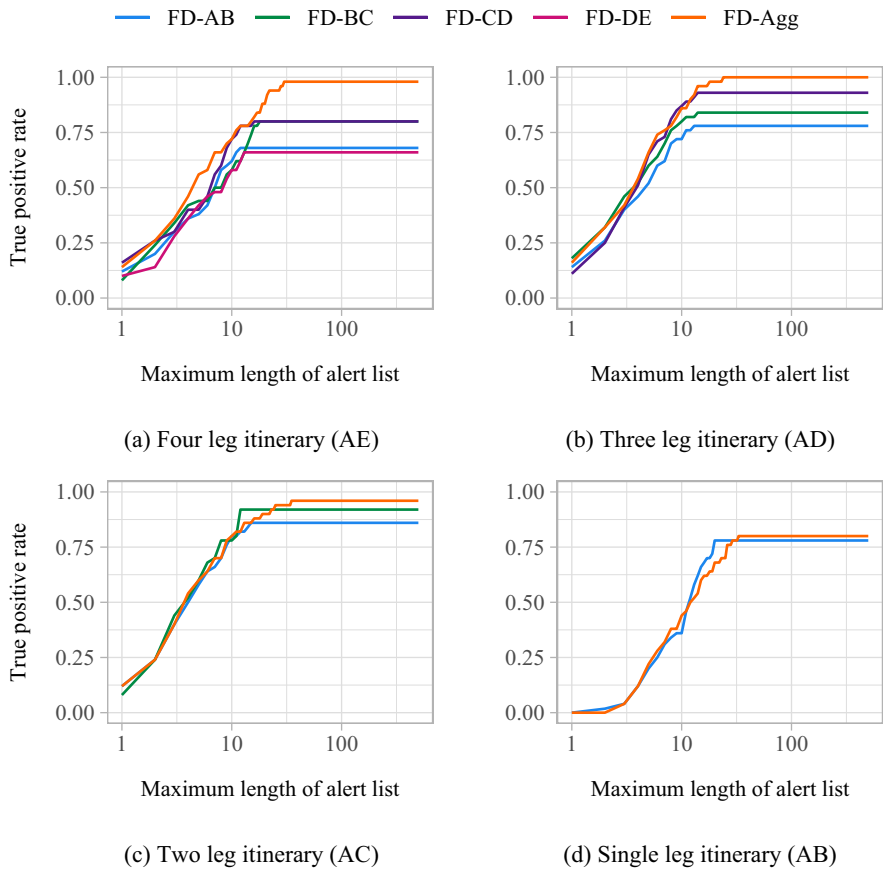 FD-AB FD-BC FD-CD FD-DE FD-Agg
True positive rate
1.00
0.75
0.50
0.25
0.00
1 10 100
Maximum length of alert list
(a) Four leg itinerary (AE)
1.00
0.75
0.50
0.25
0.00
1 10 100
Maximum length of alert list
(b) Three leg itinerary (AD)
True positive rate
1.00
0.75
0.50
0.25
0.00
1 10 100
Maximum length of alert list
(c) Two leg itinerary (AC)
1.00
0.75
0.50
0.25
0.00
1 10 100
Maximum length of alert list
(d) Single leg itinerary (AB)